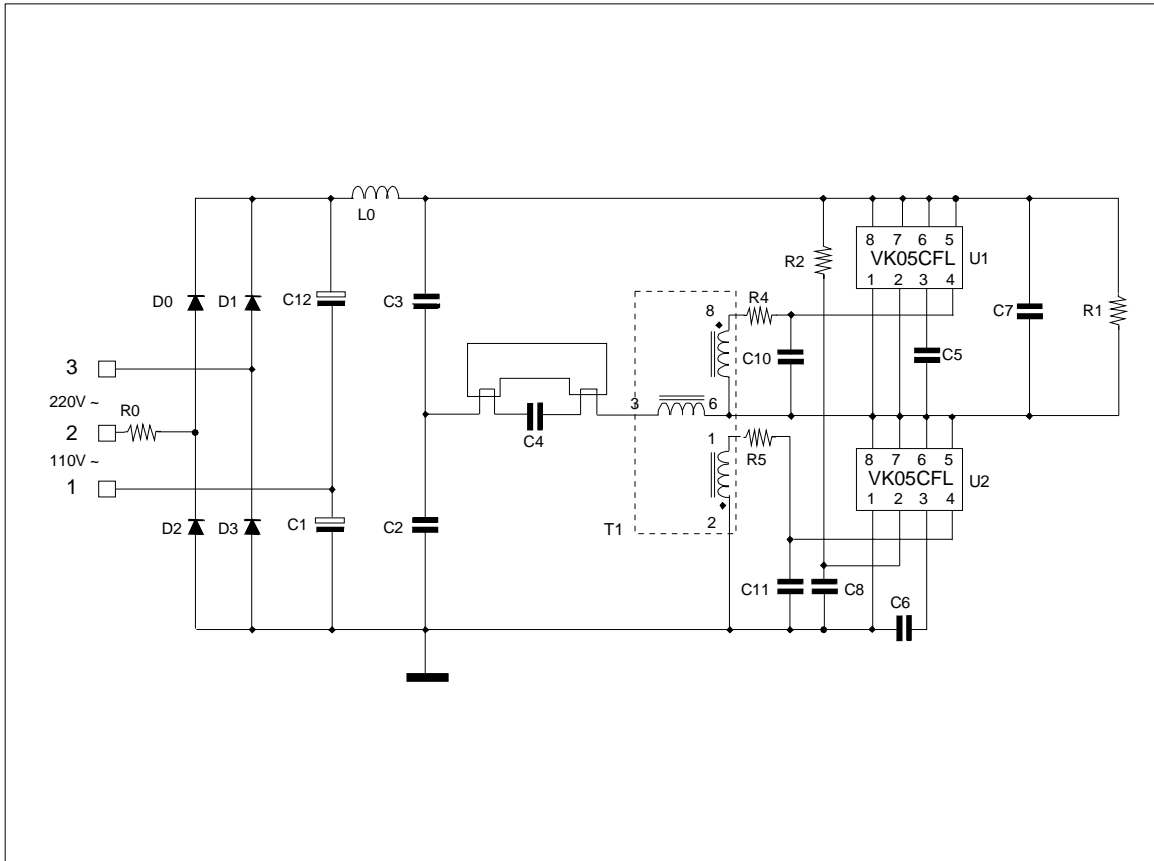 L0
8 7 6 5
VK05CFL
U1
1 2 3 4
R2
D0
D1
C12
C3
R4
8
C10
C5
C7
R1
3
220V ~
R0
2
110V ~
1
C4
3
6
1
R5
8 7 6 5
VK05CFL
U2
1 2 3 4
D2
D3
C1
C2
T1
2
C11
C8
C6